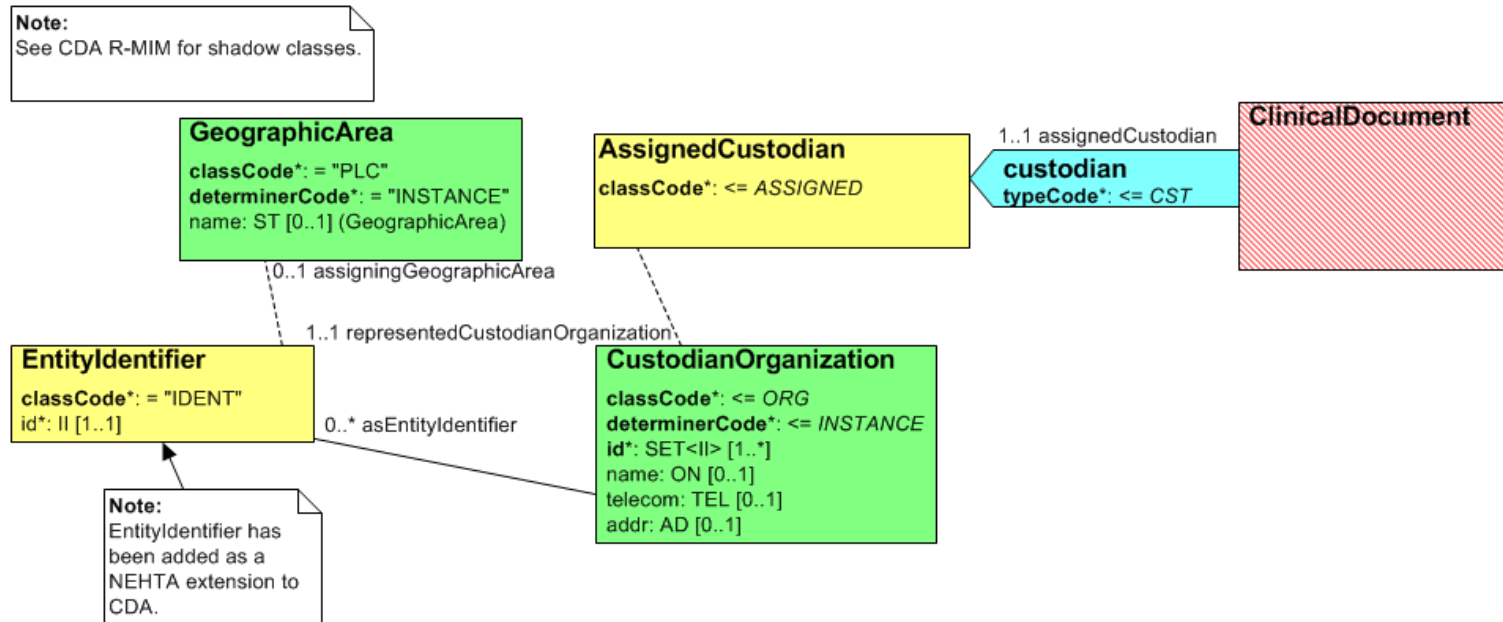 Note:
See CDA R-MIM for shadow classes.
GeographicArea
classCode*: = "PLC"
determinerCode*: = "INSTANCE"
name: ST [0..1] (GeographicArea)
0..1 assigningGeographicArea
AssignedCustodian
classCode*: <= ASSIGNED
1..1 assignedCustodian
custodian
typeCode*: <= CST
ClinicalDocument
1..1 representedCustodianOrganization
EntityIdentifier
classCode*: = "IDENT"
id*: II [1..1]
0..* asEntityIdentifier
CustodianOrganization
classCode*: <= ORG
determinerCode*: <= INSTANCE
id*: SET<II> [1..*]
name: ON [0..1]
telecom: TEL [0..1]
addr: AD [0..1]
Note:
EntityIdentifier has
been added as a
NEHTA extension to
CDA.